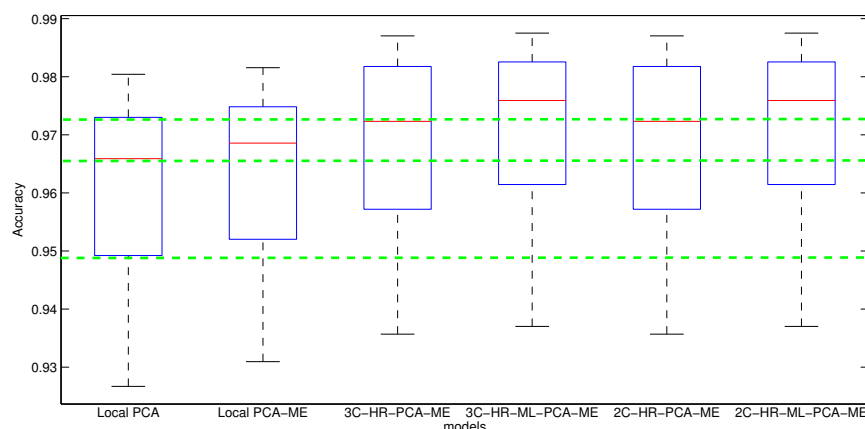 0.99
0.98
0.97
0.96
0.95
0.94
0.93
Accuracy
Local PCA
Local PCA-ME
3C-HR-PCA-ME
3C-HR-ML-PCA-ME
2C-HR-PCA-ME
2C-HR-ML-PCA-ME
models